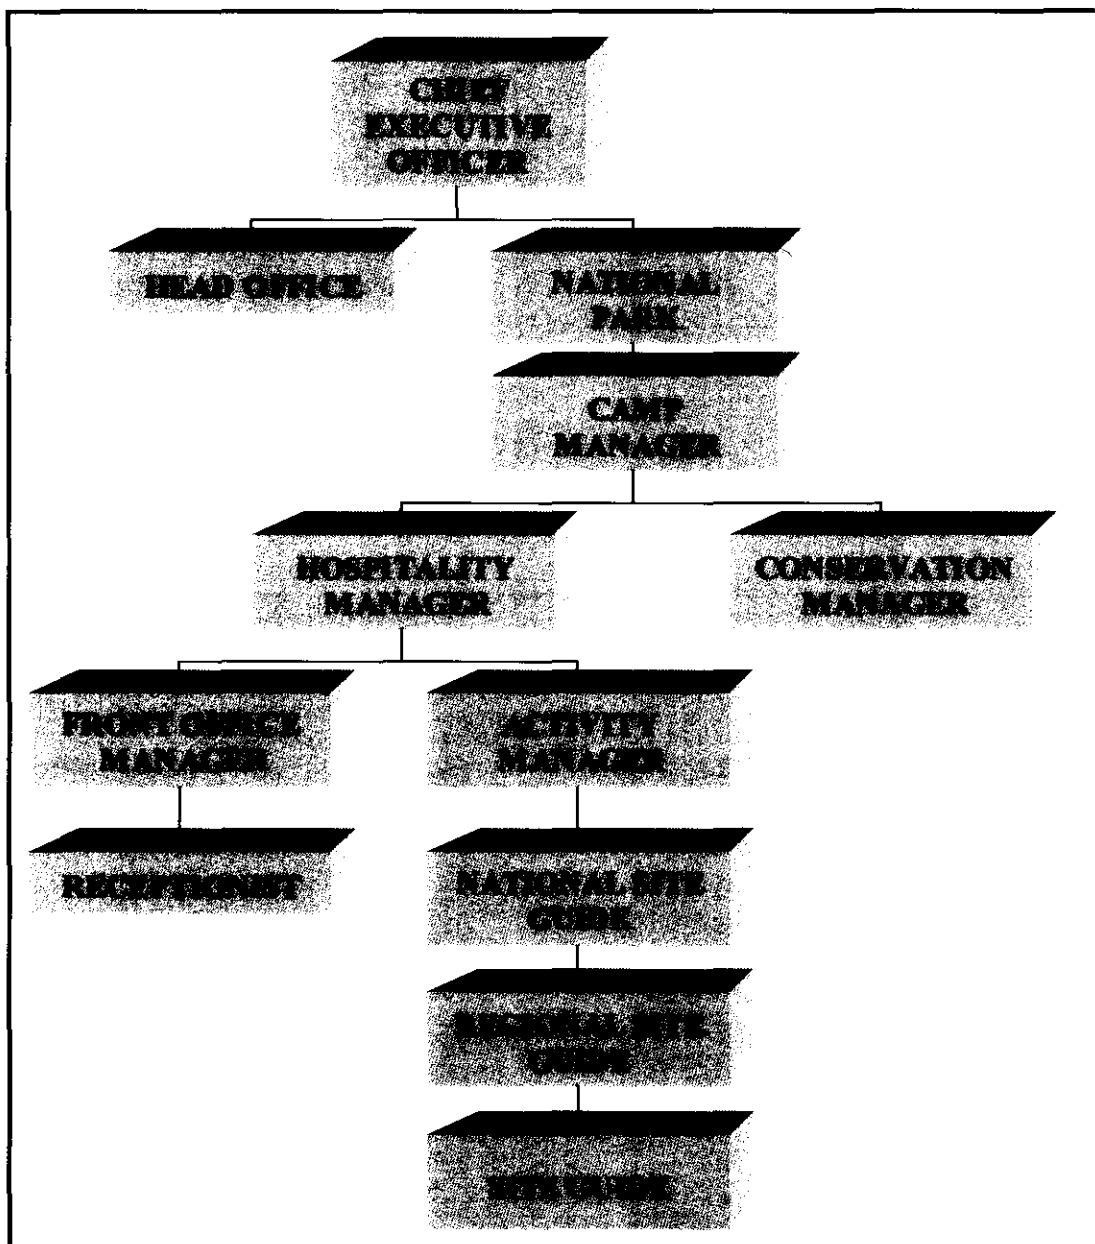 CHIEF
EXECUTIVE
OFFICER
HEAD OFFICE
NATIONAL
PARK
CAMP
MANAGER
HOSPITALITY
MANAGER
CONSERVATION
MANAGER
FRONT OFFICE
MANAGER
ACTIVITY
MANAGER
RECEPTIONIST
NATIONAL SITE
GUIDE
REGIONAL SITE
GUIDE
SITE GUIDE